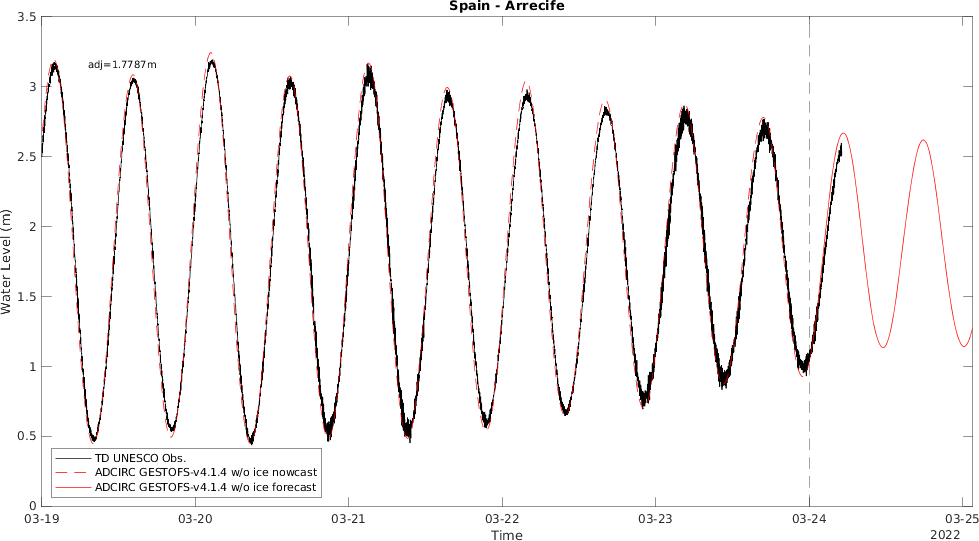 Spain - Arrecife
3.5
3
2.5
2
1.5
1
0.5
0
Water Level (m)
adj=1.7787m
TD UNESCO Obs.
ADCIRC GESTOFS-v4.1.4 w/o ice nowcast
ADCIRC GESTOFS-v4.1.4 w/o ice forecast
03-19 03-20 03-21 03-22 03-23 03-24 03-25
Time
2022